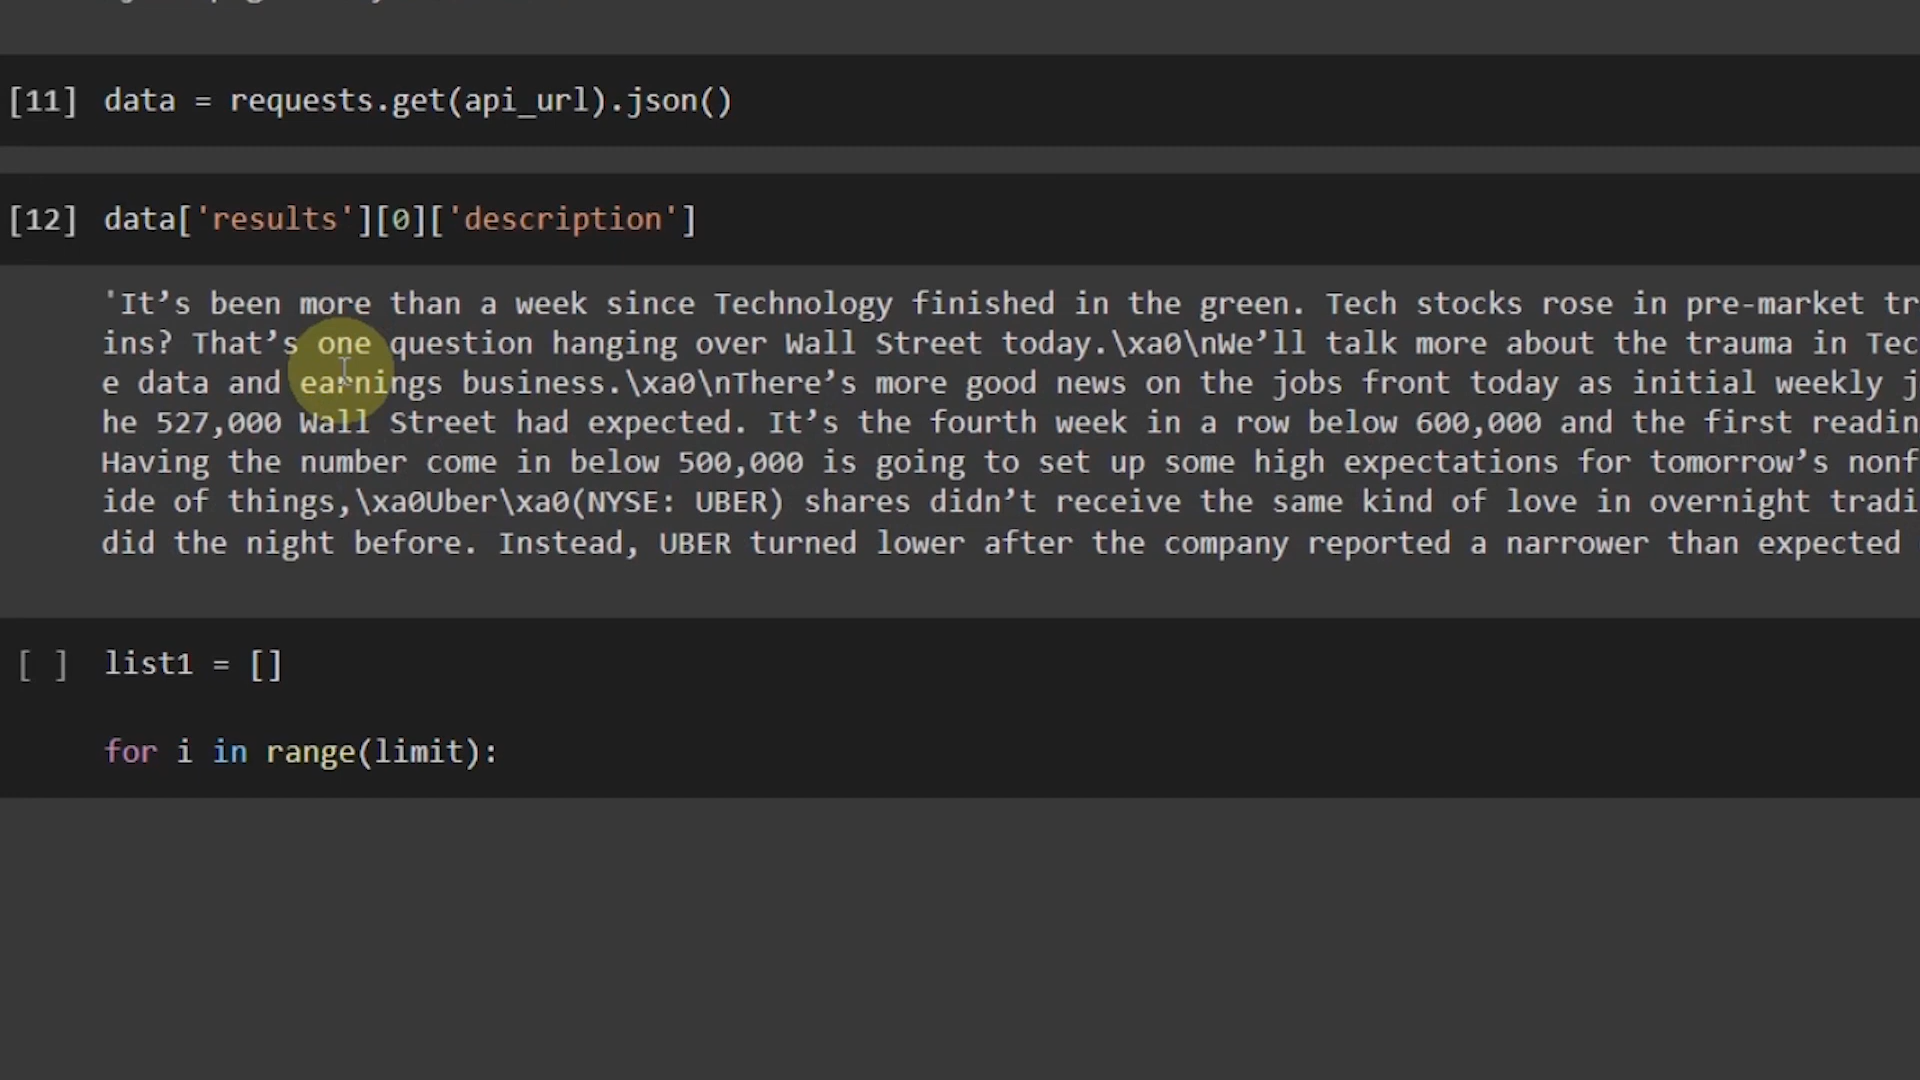 [11] data = requests.get(api_url).json()
[12] data['results'][0]['description']
'It’s been more than a week since Technology finished in the green. Tech stocks rose in pre-market tr
ins? That’s one question hanging over Wall Street today.\xa0\nWe’ll talk more about the trauma in Tec
e data and earnings business.\xa0\nThere’s more good news on the jobs front today as initial weekly j
he 527,000 Wall Street had expected. It’s the fourth week in a row below 600,000 and the first readin
Having the number come in below 500,000 is going to set up some high expectations for tomorrow’s nonf
ide of things,\xa0Uber\xa0(NYSE: UBER) shares didn’t receive the same kind of love in overnight tradi
did the night before. Instead, UBER turned lower after the company reported a narrower than expected
[ ] list1 = []
for i in range(limit):